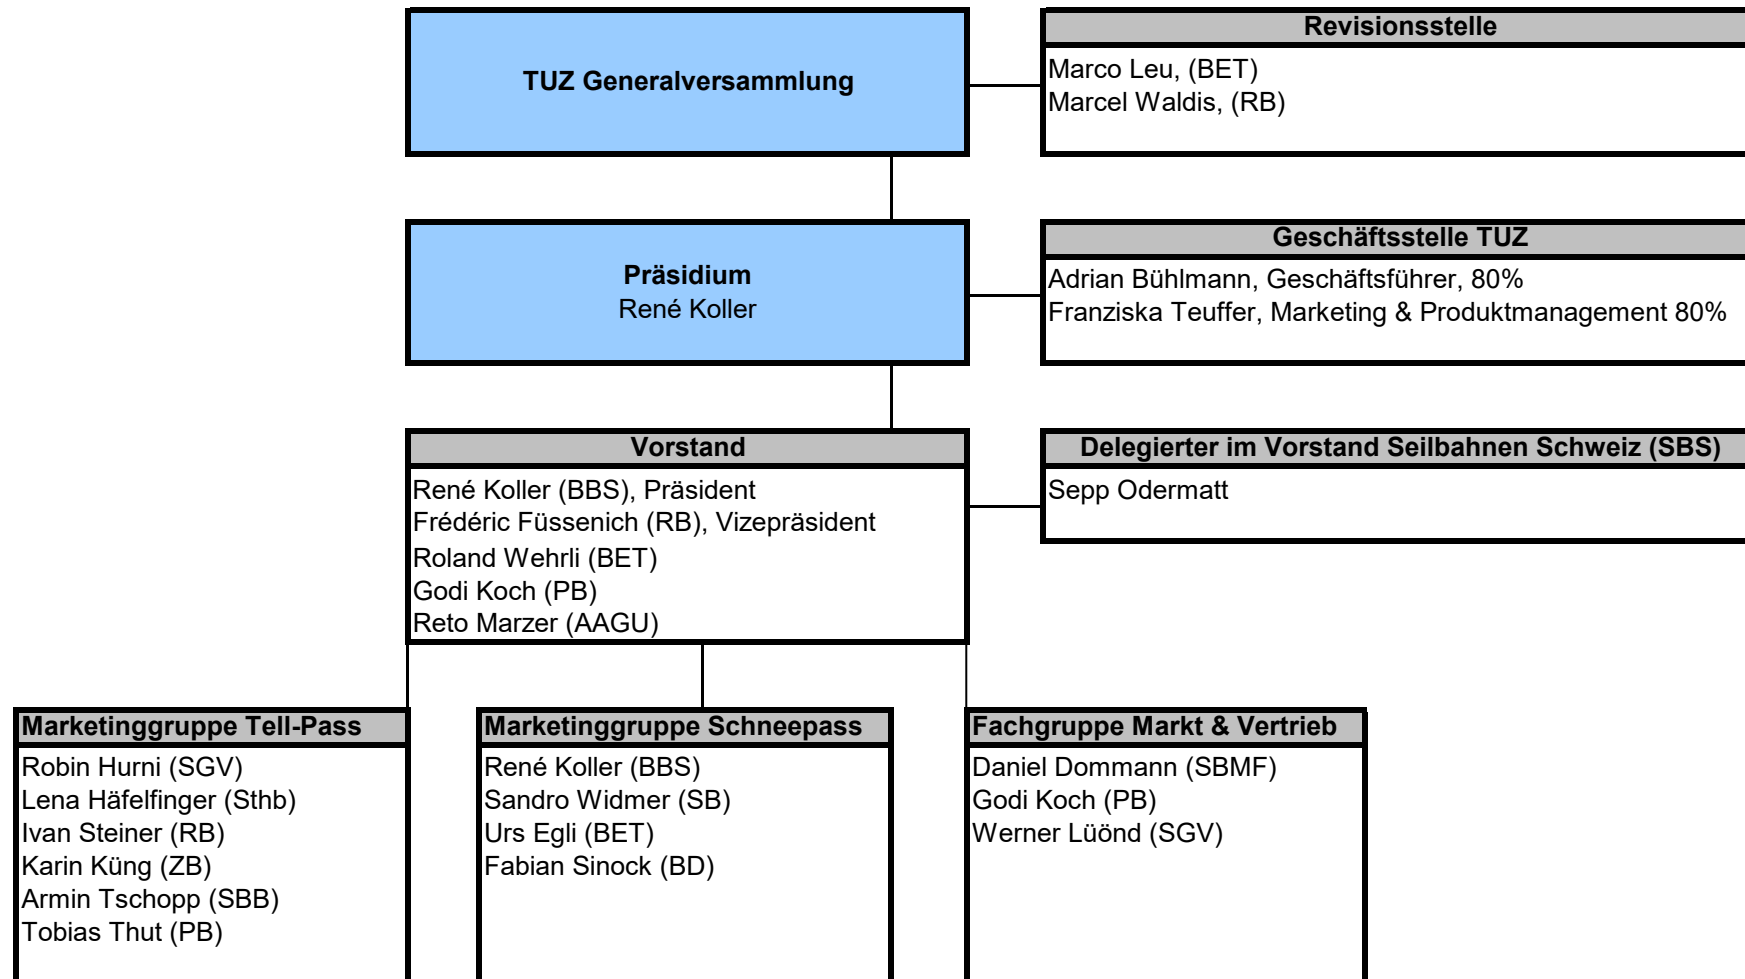 TUZ Generalversammlung
Revisionsstelle
Marco Leu, (BET)
Marcel Waldis, (RB)
Präsidium
René Koller
Geschäftsstelle TUZ
Adrian Bühlmann, Geschäftsführer, 80%
Franziska Teuffer, Marketing & Produktmanagement 80%
Vorstand
René Koller (BBS), Präsident
Frédéric Füssenich (RB), Vizepräsident
Roland Wehrli (BET)
Godi Koch (PB)
Reto Marzer (AAGU)
Delegierter im Vorstand Seilbahnen Schweiz (SBS)
Sepp Odermatt
Marketinggruppe Tell-Pass
Robin Hurni (SGV)
Lena Häfelfinger (Sthb)
Ivan Steiner (RB)
Karin Küng (ZB)
Armin Tschopp (SBB)
Tobias Thut (PB)
Marketinggruppe Schneepass
René Koller (BBS)
Sandro Widmer (SB)
Urs Egli (BET)
Fabian Sinock (BD)
Fachgruppe Markt & Vertrieb
Daniel Dommann (SBMF)
Godi Koch (PB)
Werner Lüönd (SGV)